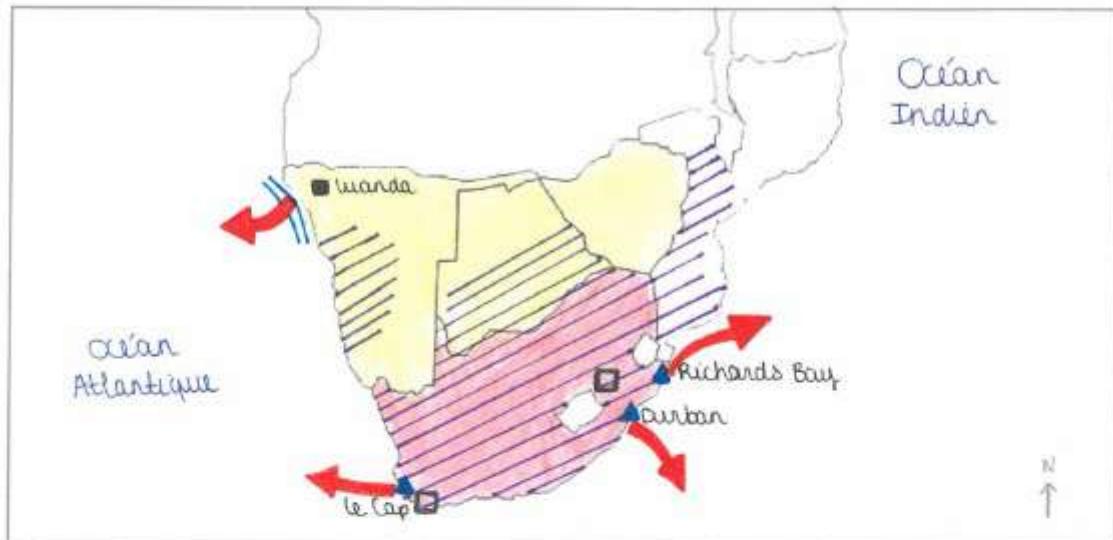 Océan
Indien
Luanda
Océan
Atlantique
Richards Bay
Durban
Le Cap
N